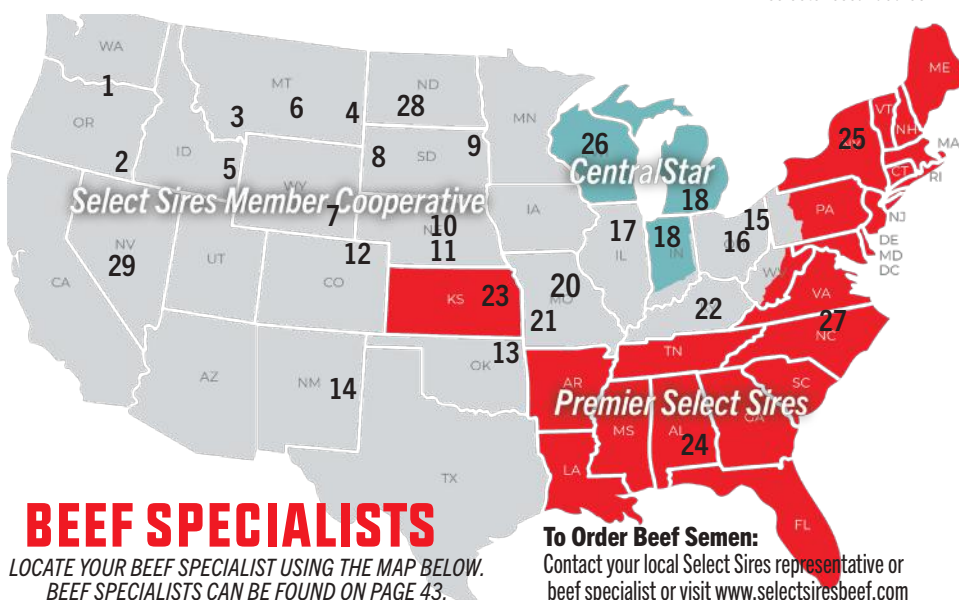 WA
ME
1
MT
ND
VT
3
6
4
28
MN
NH
OR
26
25
MA
2
ID
5
8
SD
9
CentralStar
CT
RI
WY
Select Sires Member Cooperative
18
PA
7
NE
10
IA
17
18
15
NJ
NV
11
IL
IN
16
DE
29
UT
12
WV
MD
CA
CO
DC
KS
23
20
MO
22
VA
21
27
NC
13
TN
AZ
NM
14
OK
AR
SC
Premier Select Sires
GA
MS
AL
24
TX
LA
FL
BEEF SPECIALISTS
LOCATE YOUR BEEF SPECIALIST USING THE MAP BELOW.
BEEF SPECIALISTS CAN BE FOUND ON PAGE 43.
To Order Beef Semen:
Contact your local Select Sires representative or
beef specialist or visit www.selectsiresbeef.com